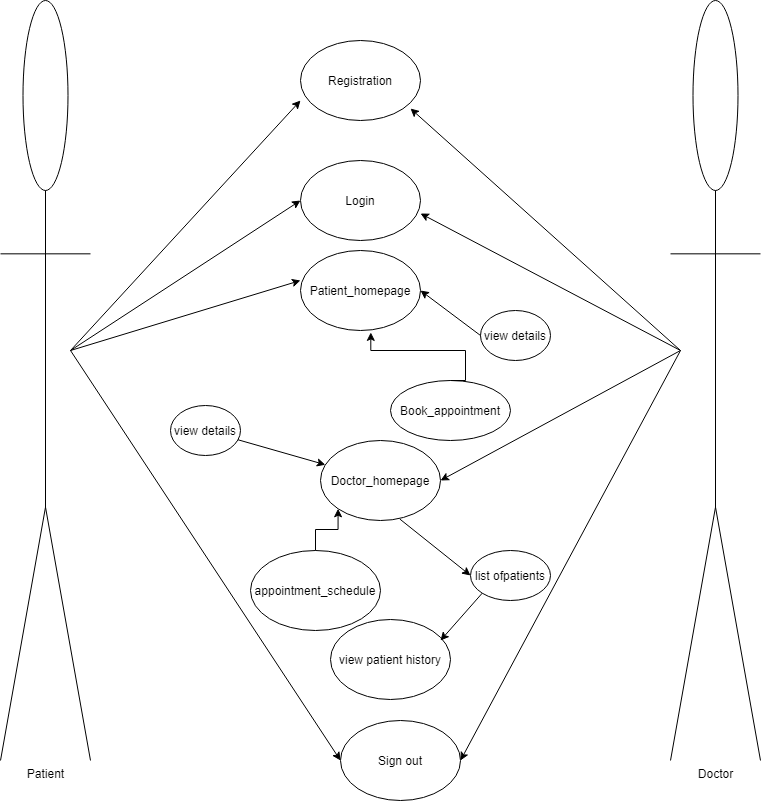 Registration
Login
Patient_homepage
view details
Book_appointment
view details
Doctor_homepage
list ofpatients
appointment_schedule
view patient history
Sign out
Patient
Doctor